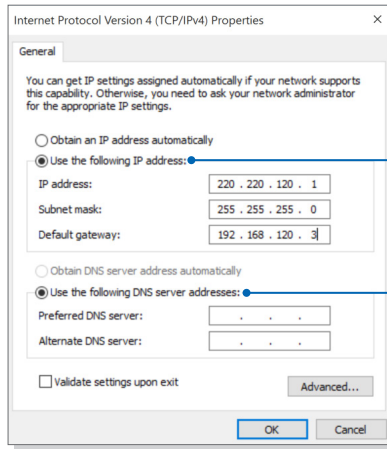 Internet Protocol Version 4 (TCP/IPv4) Properties
General
You can get IP settings assigned automatically if your network supports
this capability. Otherwise, you need to ask your network administrator
for the appropriate IP settings.
Obtain an IP address automatically
Use the following IP address:
IP address: 220 . 220 . 120 . 1
Subnet mask: 255 . 255 . 255 . 0
Default gateway: 192 . 168 . 120 . 3
Obtain DNS server address automatically
Use the following DNS server addresses:
Preferred DNS server: . . .
Alternate DNS server: . . .
Validate settings upon exit
Advanced...
OK Cancel